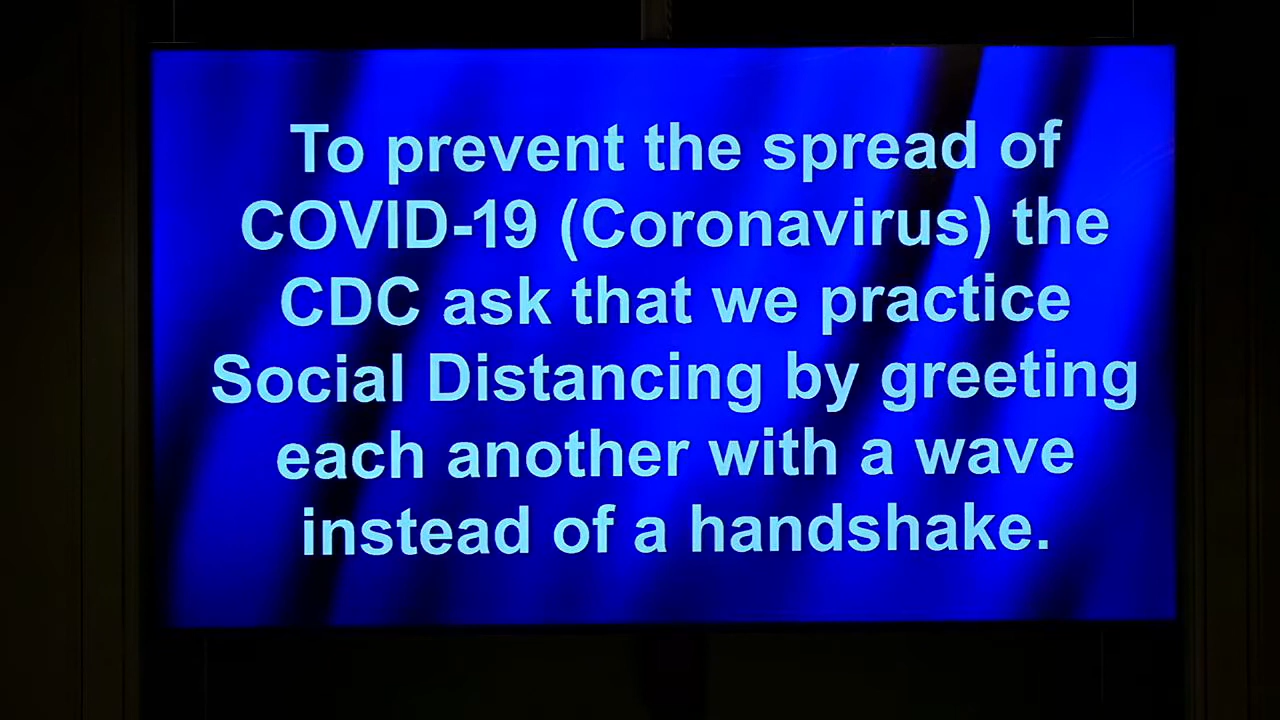 To prevent the spread of
COVID-19 (Coronavirus) the
CDC ask that we practice
Social Distancing by greeting
each another with a wave
instead of a handshake.